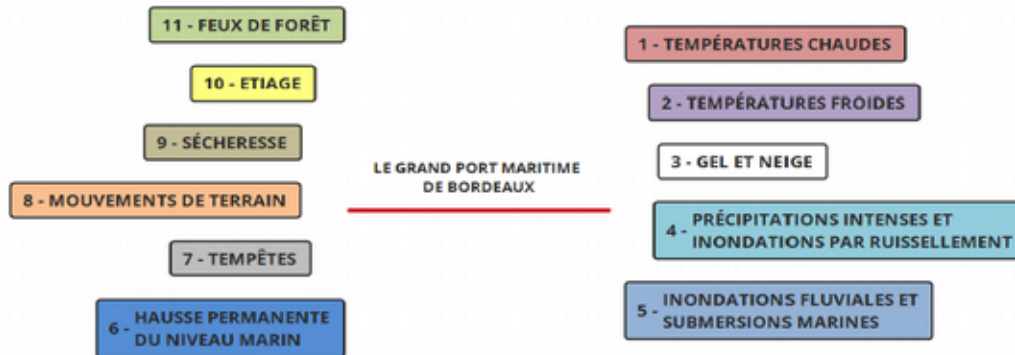 11 - FEUX DE FORÊT
10 - ETIAGE
9 - SÉCHERESSE
8 - MOUVEMENTS DE TERRAIN
7 - TEMPÊTES
6 - HAUSSE PERMANENTE
DU NIVEAU MARIN
LE GRAND PORT MARITIME
DE BORDEAUX
1 - TEMPÉRATURES CHAUDES
2 - TEMPÉRATURES FROIDES
3 - GEL ET NEIGE
4 - PRÉCIPITATIONS INTENSES ET
INONDATIONS PAR RUISSELLEMENT
5 - INONDATIONS FLUVIALES ET
SUBMERSIONS MARINES